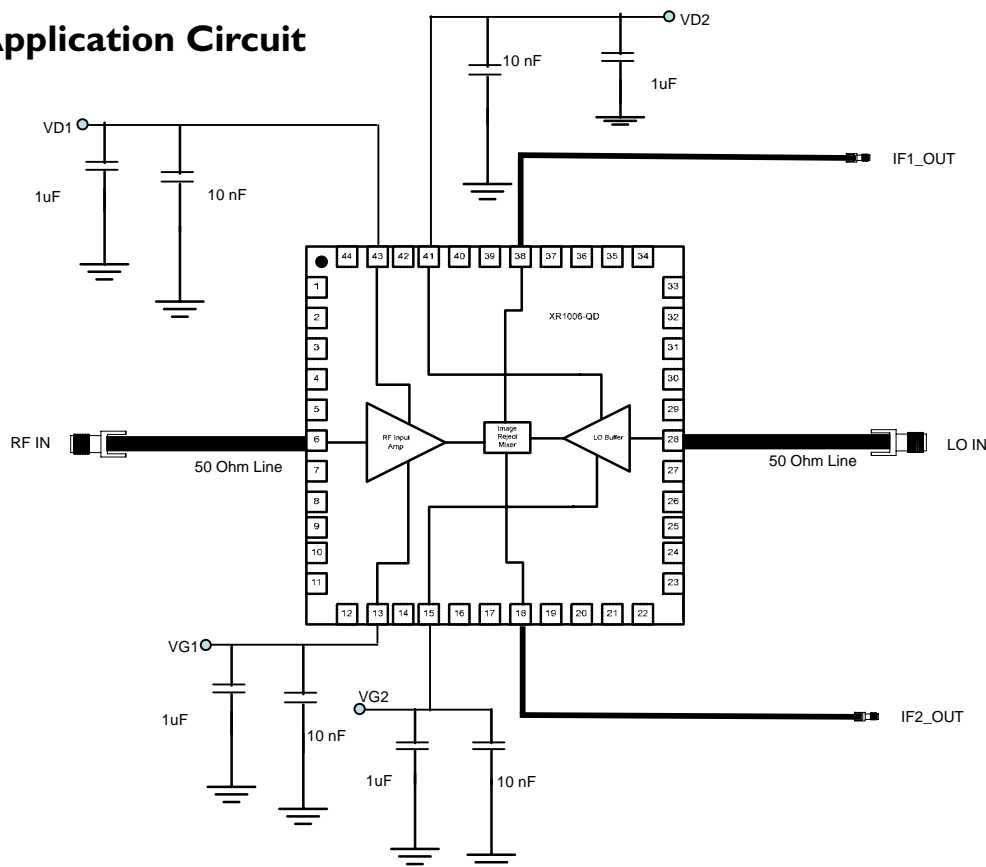 Application Circuit
VD2
10 nF
1uF
VD1
1uF
10 nF
IF1_OUT
44
43
42
41
40
39
38
37
36
35
34
1
2
3
4
5
6
7
8
9
10
11
33
32
31
30
29
28
27
26
25
24
23
XR1006-QD
RF Input
Amp
Image
Reject
Mixer
LO Buffer
RF IN
50 Ohm Line
50 Ohm Line
LO IN
12
13
14
15
16
17
18
19
20
21
22
VG1
1uF
10 nF
VG2
1uF
10 nF
IF2_OUT